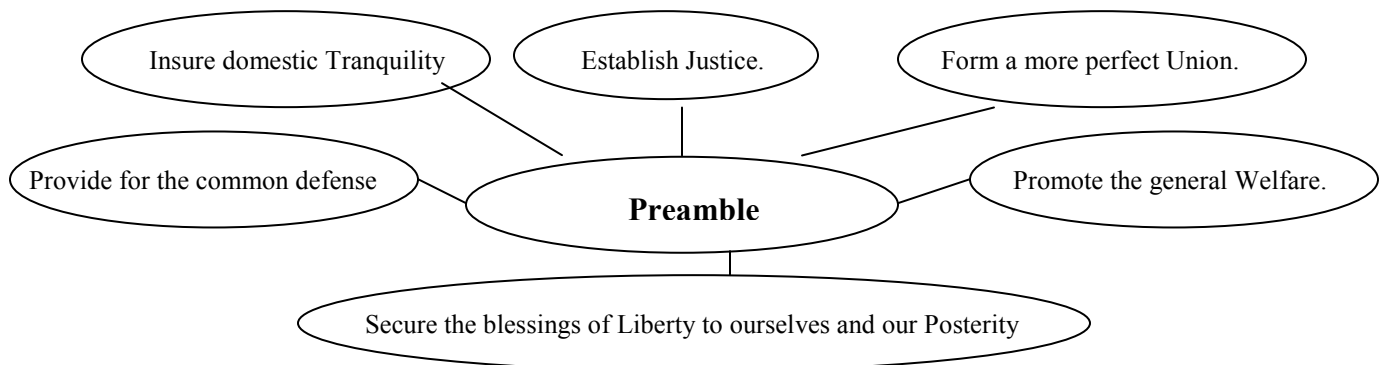 Insure domestic Tranquility
Establish Justice.
Form a more perfect Union.
Provide for the common defense
Promote the general Welfare.
Preamble
Secure the blessings of Liberty to ourselves and our Posterity